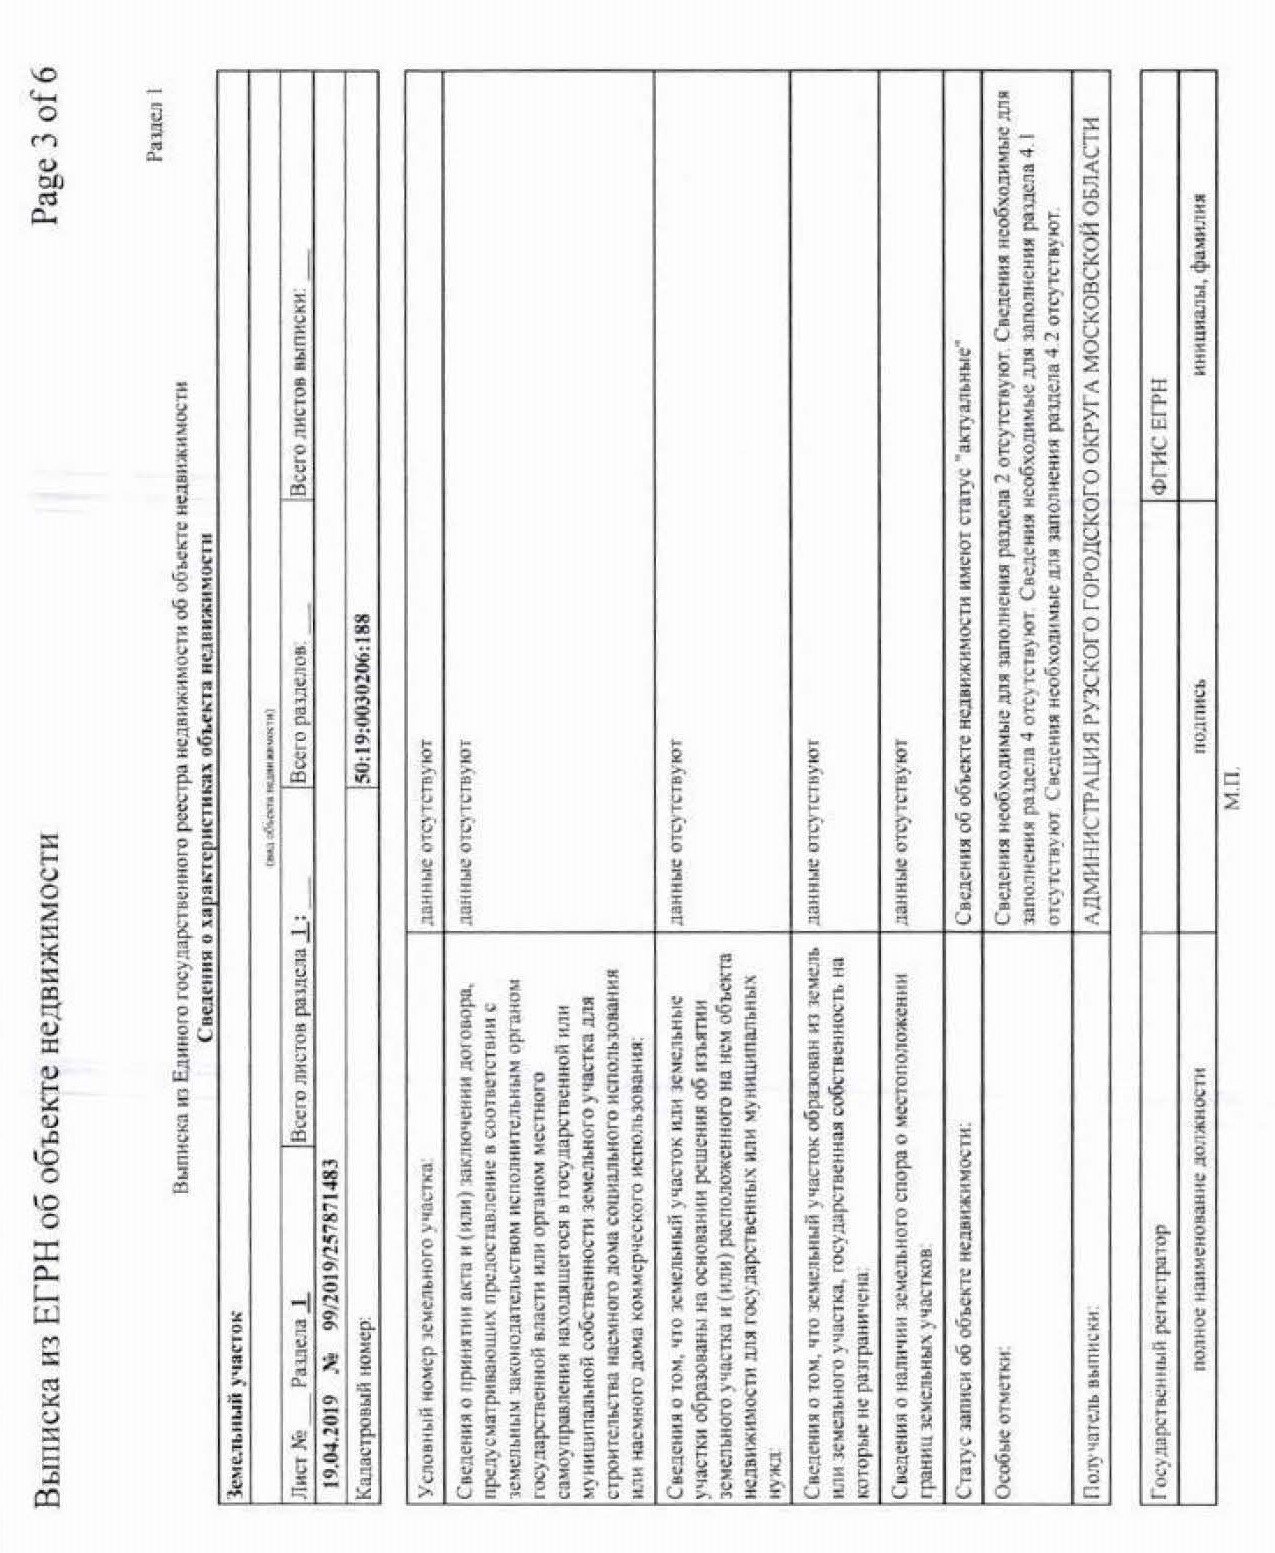 Выписка из ЕГРН об объекте недвижимости
Page 3 of 6
Раздел 1
Выписка из Единого государственного реестра недвижимости об объекте недвижимости
Сведения о характеристиках объекта недвижимости
Земельный участок
(вид объекта недвижимости)
Лист № ___ Раздела 1
Всего листов раздела 1: ___
Всего разделов: ___
Всего листов выписки: ___
19.04.2019 № 99/2019/257871483
Кадастровый номер:
50:19:0030206:188
Условный номер земельного участка:
данные отсутствуют
Сведения о принятии акта и (или) заключении договора,
предусматривающих предоставление в соответствии с
земельным законодательством исполнительным органом
государственной власти или органом местного
самоуправления находящегося в государственной или
муниципальной собственности земельного участка для
строительства наемного дома социального использования
или наемного дома коммерческого использования:
данные отсутствуют
Сведения о том, что земельный участок или земельные
участки образованы на основании решения об изъятии
земельного участка и (или) расположенного на нем объекта
недвижимости для государственных или муниципальных
нужд:
данные отсутствуют
Сведения о том, что земельный участок образован из земель
или земельного участка, государственная собственность на
которые не разграничена:
данные отсутствуют
Сведения о наличии земельного спора о местоположении
границ земельных участков:
данные отсутствуют
Статус записи об объекте недвижимости:
Сведения об объекте недвижимости имеют статус "актуальные"
Особые отметки:
Сведения необходимые для заполнения раздела 2 отсутствуют. Сведения необходимые для
заполнения раздела 4 отсутствуют. Сведения необходимые для заполнения раздела 4.1
отсутствуют. Сведения необходимые для заполнения раздела 4.2 отсутствуют.
Получатель выписки:
АДМИНИСТРАЦИЯ РУЗСКОГО ГОРОДСКОГО ОКРУГА МОСКОВСКОЙ ОБЛАСТИ
Государственный регистратор
ФГИС ЕГРН
полное наименование должности
подпись
инициалы, фамилия
М.П.